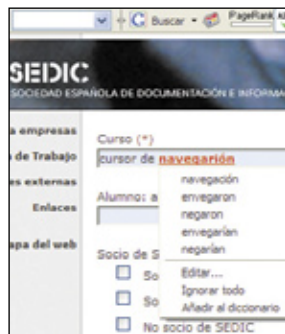 Buscar
PageRank
SEDIC
SOCIEDAD ESPAÑOLA DE DOCUMENTACIÓN E INFORMA
a empresas
de Trabajo
es externas
Enlaces
apa del web
Curso (*)
cursor de navegarión
navegación
envegaron
negaron
envegarían
negarían
Editar...
Ignorar todo
Añadir al diccionario
Alumno: a
Socio de S
So
So
No socio de SEDIC